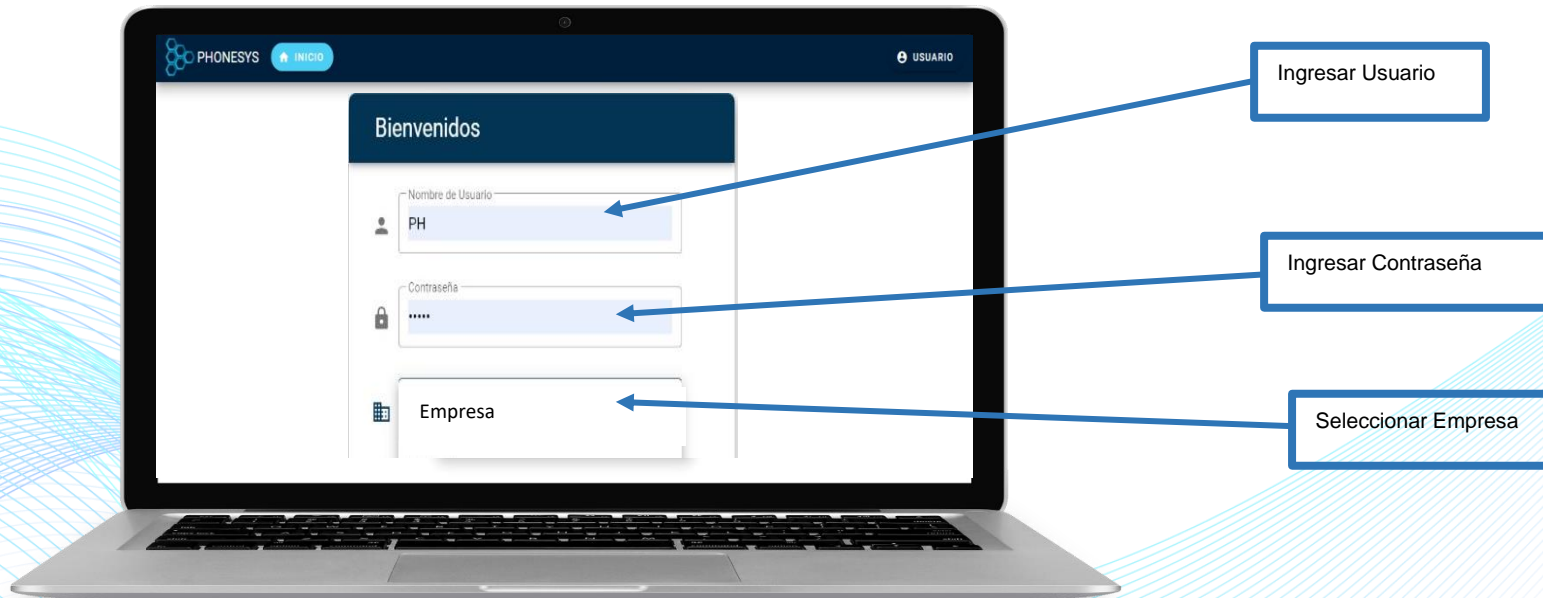 PHONESYS INICIO USUARIO
Ingresar Usuario
Bienvenidos
Nombre de Usuario
PH
Ingresar Contraseña
Contraseña
•••••
Empresa
Seleccionar Empresa